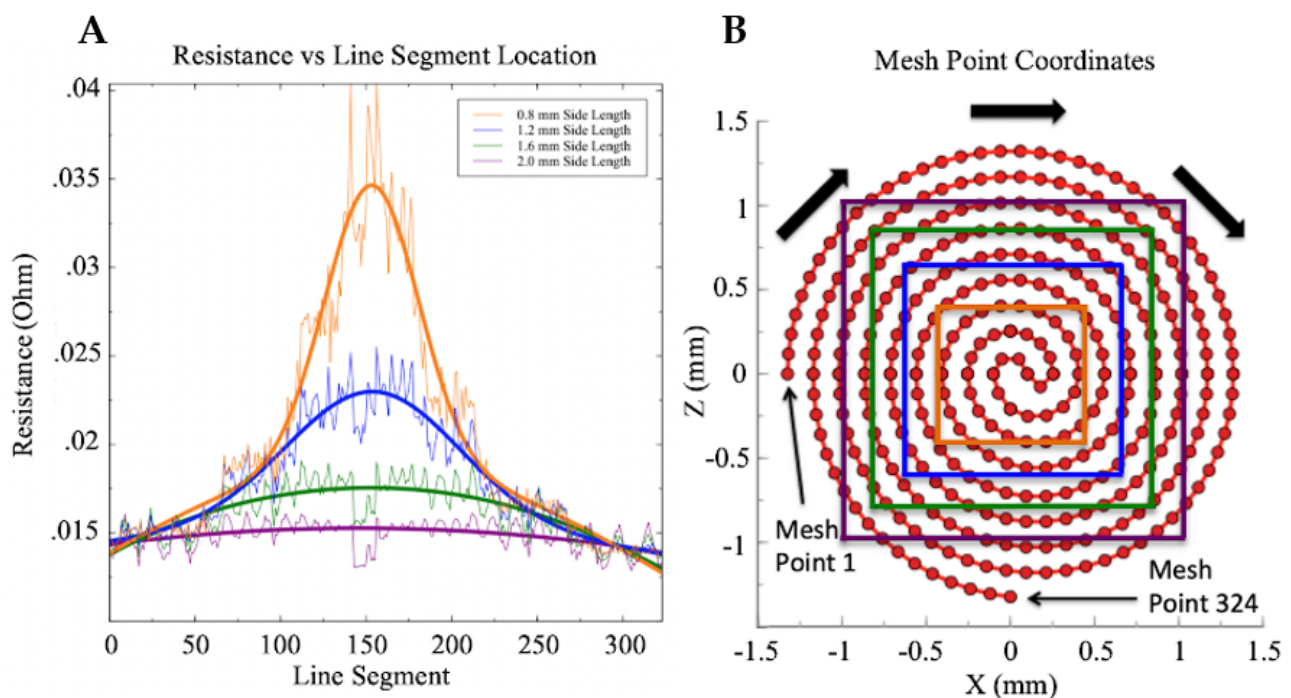 A
Resistance vs Line Segment Location
.04
.035
.03
.025
.02
.015
Resistance (Ohm)
0.8 mm Side Length
1.2 mm Side Length
1.6 mm Side Length
2.0 mm Side Length
0 50 100 150 200 250 300
Line Segment
B
Mesh Point Coordinates
1.5
1
0.5
0
-0.5
-1
Z (mm)
Mesh
Point 1
Mesh
Point 324
-1.5 -1 -0.5 0 0.5 1 1.5
X (mm)